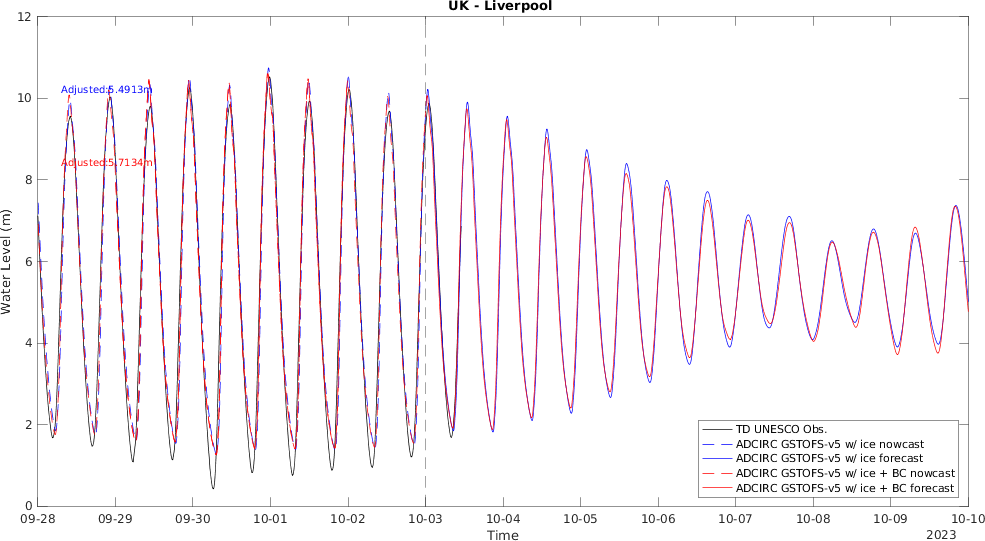 UK - Liverpool
12
10
8
6
4
2
0
Water Level (m)
Adjusted:5.4913m
Adjusted:5.7134m
TD UNESCO Obs.
ADCIRC GSTOFS-v5 w/ ice nowcast
ADCIRC GSTOFS-v5 w/ ice forecast
ADCIRC GSTOFS-v5 w/ ice + BC nowcast
ADCIRC GSTOFS-v5 w/ ice + BC forecast
09-28 09-29 09-30 10-01 10-02 10-03 10-04 10-05 10-06 10-07 10-08 10-09 10-10
Time
2023